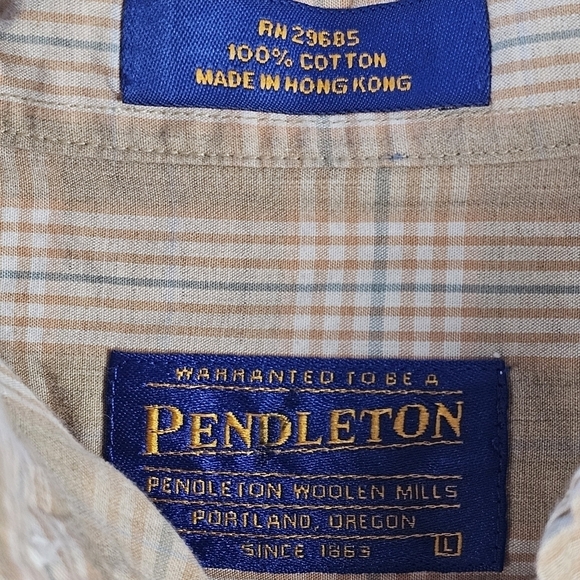 RN 29685
100% COTTON
MADE IN HONG KONG
WARRANTED TO BE A
PENDLETON
PENDLETON WOOLEN MILLS
PORTLAND, OREGON
SINCE 1863 L